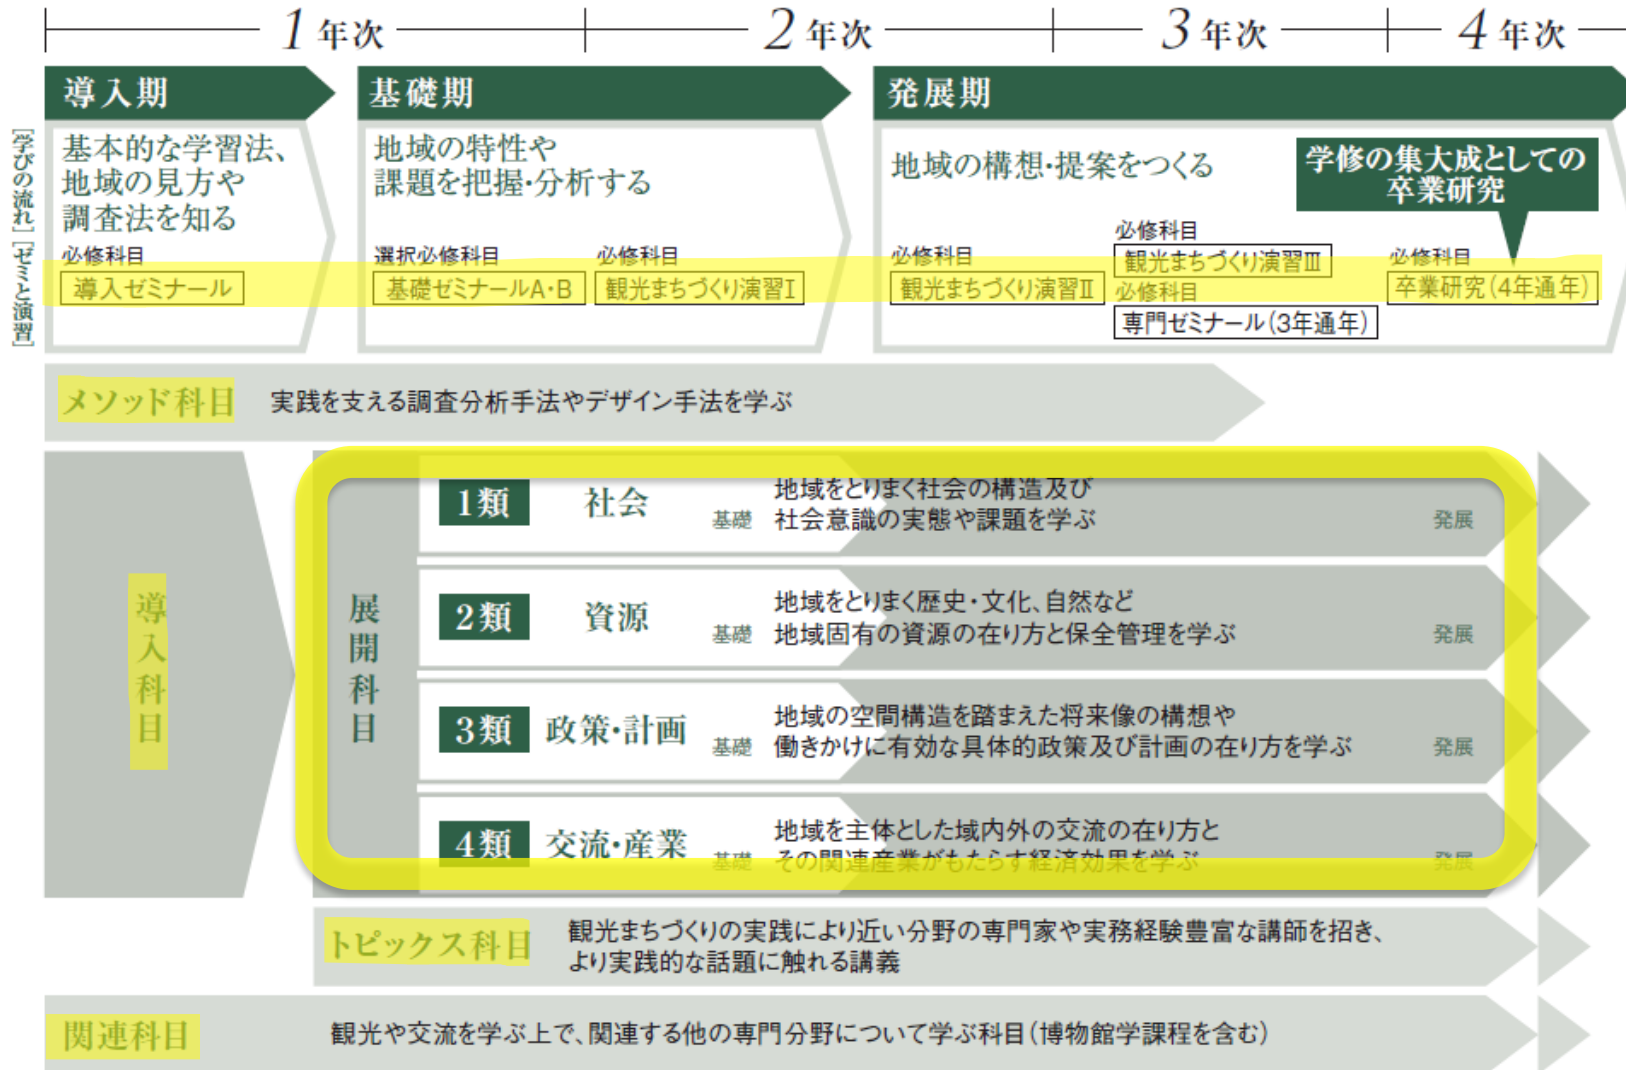 1 年次
2 年次
3 年次
4 年次
導入期
基礎期
発展期
[学びの流れ]
[ゼミと演習]
基本的な学習法、
地域の見方や
調査法を知る
必修科目
導入ゼミナール
地域の特性や
課題を把握・分析する
選択必修科目
基礎ゼミナールA・B
必修科目
観光まちづくり演習I
地域の構想・提案をつくる
必修科目
観光まちづくり演習II
必修科目
観光まちづくり演習III
必修科目
専門ゼミナール(3年通年)
学修の集大成としての
卒業研究
必修科目
卒業研究(4年通年)
メソッド科目
実践を支える調査分析手法やデザイン手法を学ぶ
導入科目
展開科目
1類
社会
基礎
地域をとりまく社会の構造及び
社会意識の実態や課題を学ぶ
発展
2類
資源
基礎
地域をとりまく歴史・文化、自然など
地域固有の資源の在り方と保全管理を学ぶ
発展
3類
政策・計画
基礎
地域の空間構造を踏まえた将来像の構想や
働きかけに有効な具体的政策及び計画の在り方を学ぶ
発展
4類
交流・産業
基礎
地域を主体とした域内外の交流の在り方と
その関連産業がもたらす経済効果を学ぶ
発展
トピックス科目
観光まちづくりの実践により近い分野の専門家や実務経験豊富な講師を招き、
より実践的な話題に触れる講義
関連科目
観光や交流を学ぶ上で、関連する他の専門分野について学ぶ科目(博物館学課程を含む)